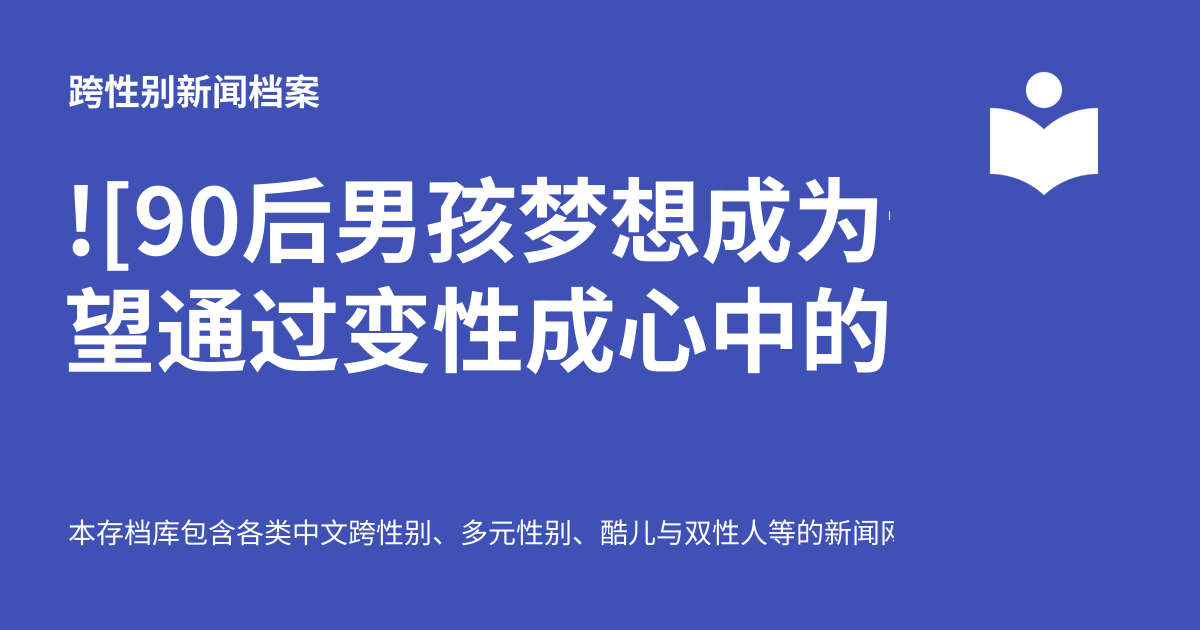 跨性别新闻档案
![90后男孩梦想成为
望通过变性成心中的
本存档库包含各类中文跨性别、多元性别、酷儿与双性人等的新闻